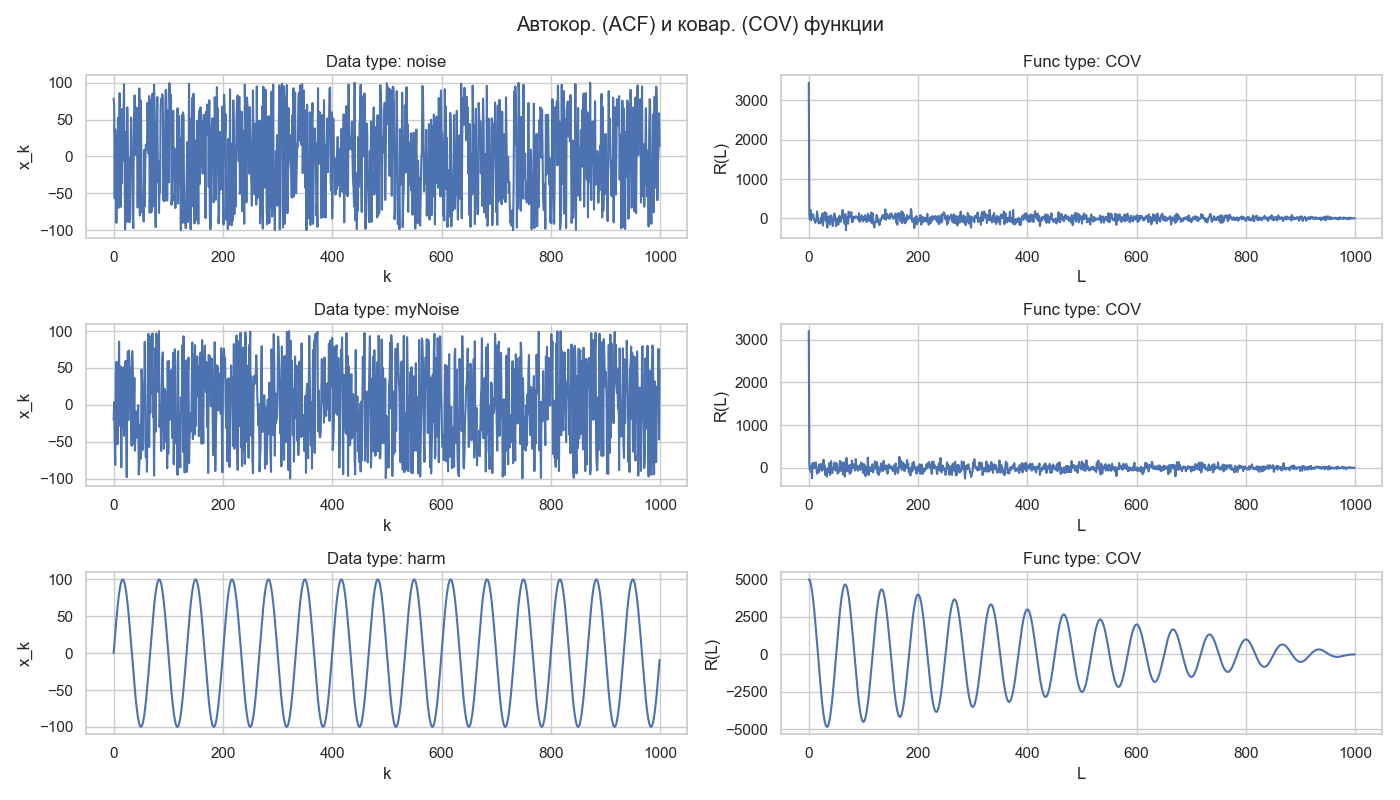 Автокор. (ACF) и ковар. (COV) функции
Data type: noise
100
50
0
−50
−100
x_k
0 200 400 600 800 1000
k
Func type: COV
3000
2000
1000
0
R(L)
0 200 400 600 800 1000
L
Data type: myNoise
100
50
0
−50
−100
x_k
0 200 400 600 800 1000
k
Func type: COV
3000
2000
1000
0
R(L)
0 200 400 600 800 1000
L
Data type: harm
100
50
0
−50
−100
x_k
0 200 400 600 800 1000
k
Func type: COV
5000
2500
0
−2500
−5000
R(L)
0 200 400 600 800 1000
L